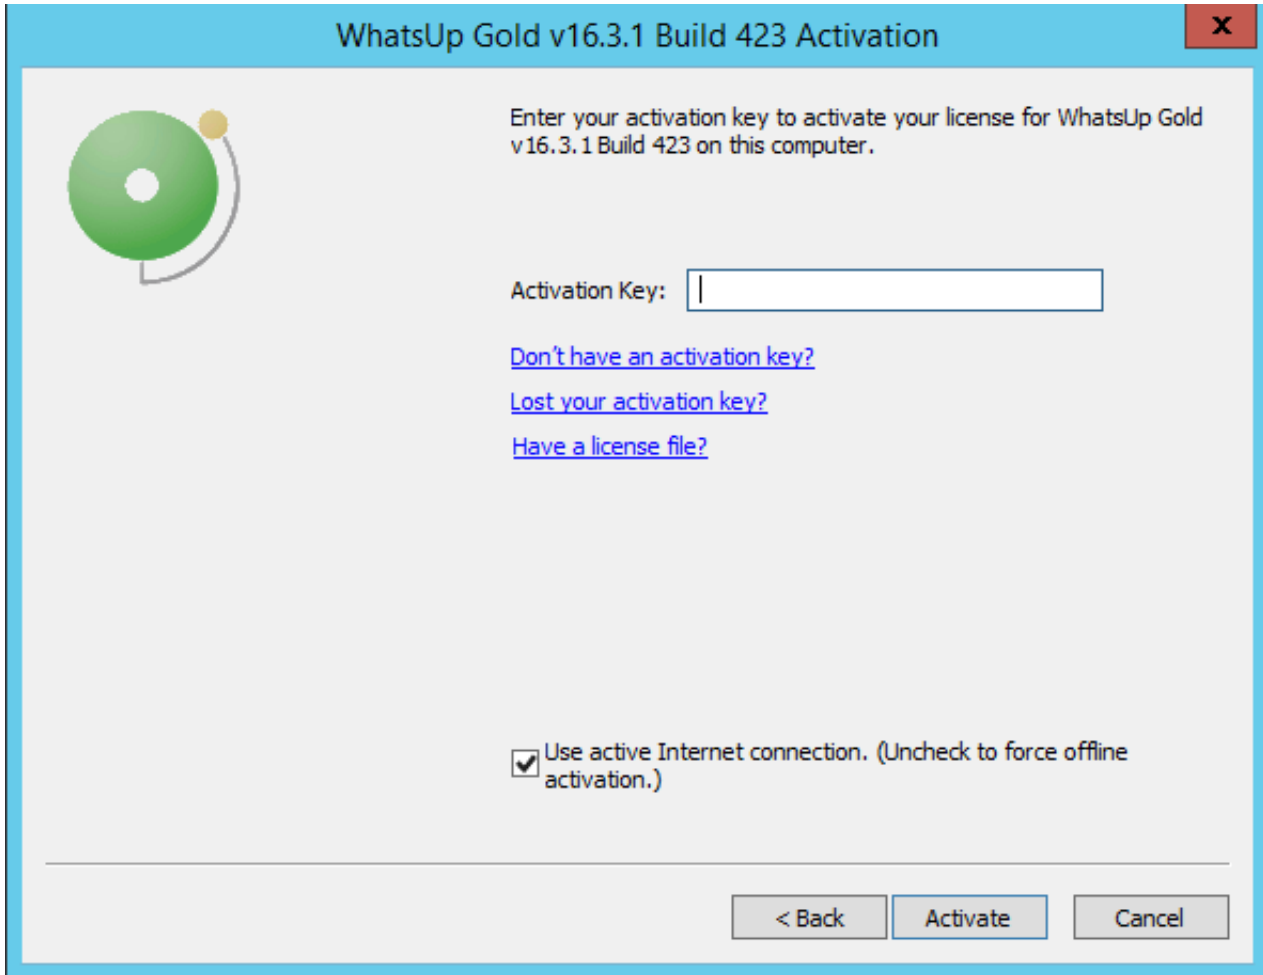 WhatsUp Gold v16.3.1 Build 423 Activation
x
Enter your activation key to activate your license for WhatsUp Gold
v16.3.1 Build 423 on this computer.
Activation Key:
Don't have an activation key?
Lost your activation key?
Have a license file?
Use active Internet connection. (Uncheck to force offline
activation.)
< Back
Activate
Cancel